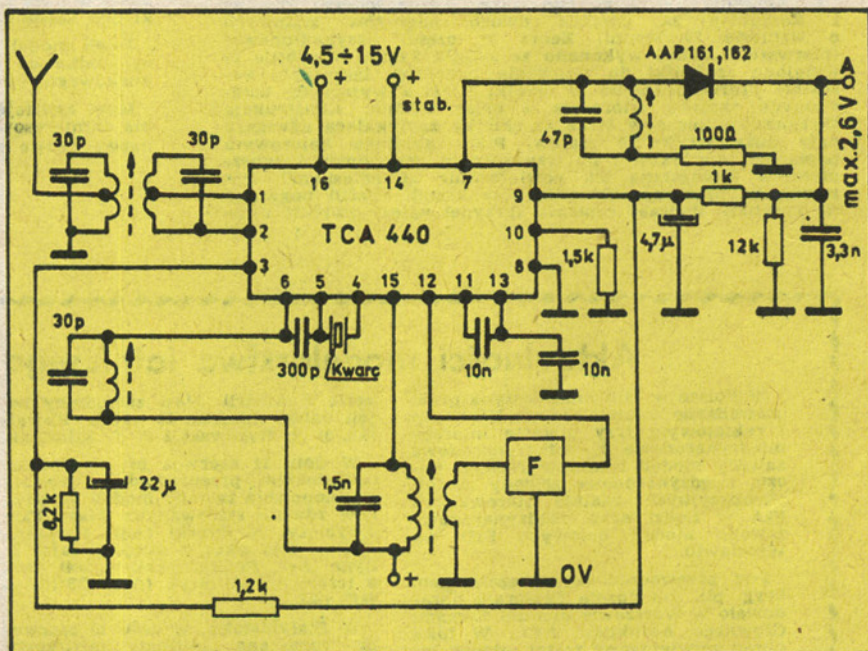 4,5÷15V
+
+
stab.
AAP 161,162
A
max. 2,6 V
30p
30p
47p
100Ω
16
14
7
1
2
3
TCA 440
9
10
8
1k
4,7μ
12k
3,3n
1,5k
6
5
4
15
12
11
13
30p
300p
Kwarc
10n
10n
8,2k
22μ
1,5n
F
+
0V
1,2k